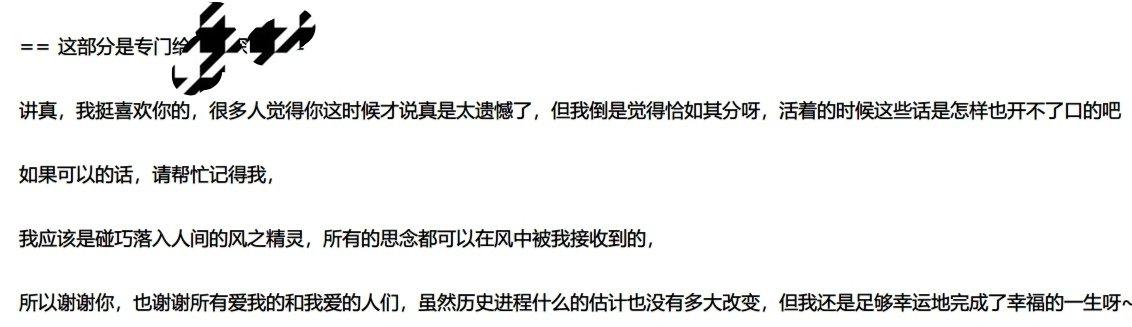 == 这部分是专门给
讲真，我挺喜欢你的，很多人觉得你这时候才说真是太遗憾了，但我倒是觉得恰如其分呀，活着的时候这些话是怎样也开不了口的吧
如果可以的话，请帮忙记得我，
我应该是碰巧落入人间的风之精灵，所有的思念都可以在风中被我接收到的，
所以谢谢你，也谢谢所有爱我的和我爱的人们，虽然历史进程什么的估计也没有多大改变，但我还是足够幸运地完成了幸福的一生呀~